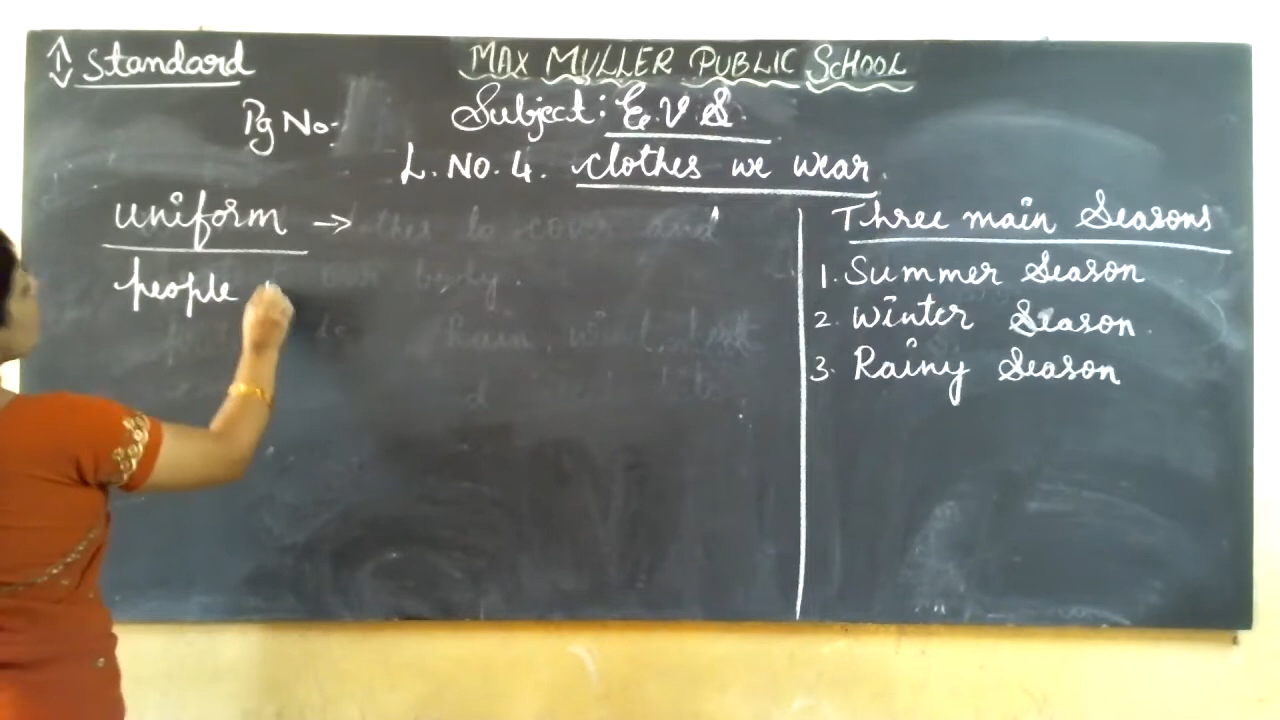 Standard
MAX MULLER PUBLIC SCHOOL
Pg No:-
Subject: E.V.S.
L. NO. 4. Clothes we wear.
uniform →
people
Three main Seasons
1. Summer Season
2. Winter Season.
3. Rainy Season